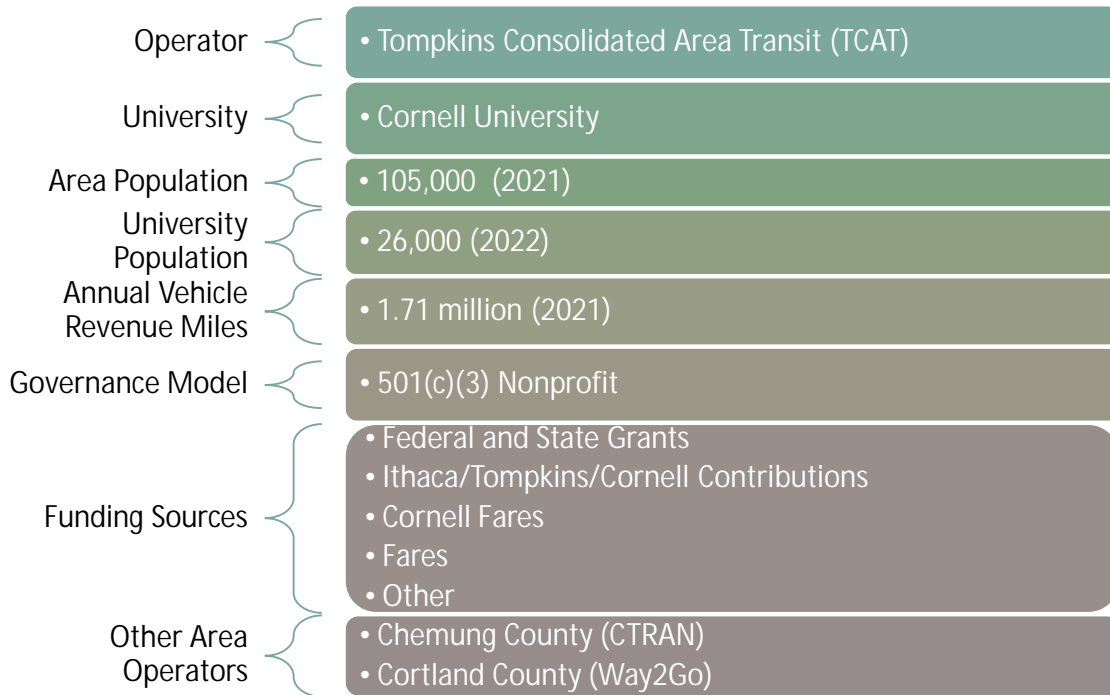 Operator
• Tompkins Consolidated Area Transit (TCAT)
University
• Cornell University
Area Population
• 105,000 (2021)
University
Population
• 26,000 (2022)
Annual Vehicle
Revenue Miles
• 1.71 million (2021)
Governance Model
• 501(c)(3) Nonprofit
Funding Sources
• Federal and State Grants
• Ithaca/Tompkins/Cornell Contributions
• Cornell Fares
• Fares
• Other
Other Area
Operators
• Chemung County (CTRAN)
• Cortland County (Way2Go)